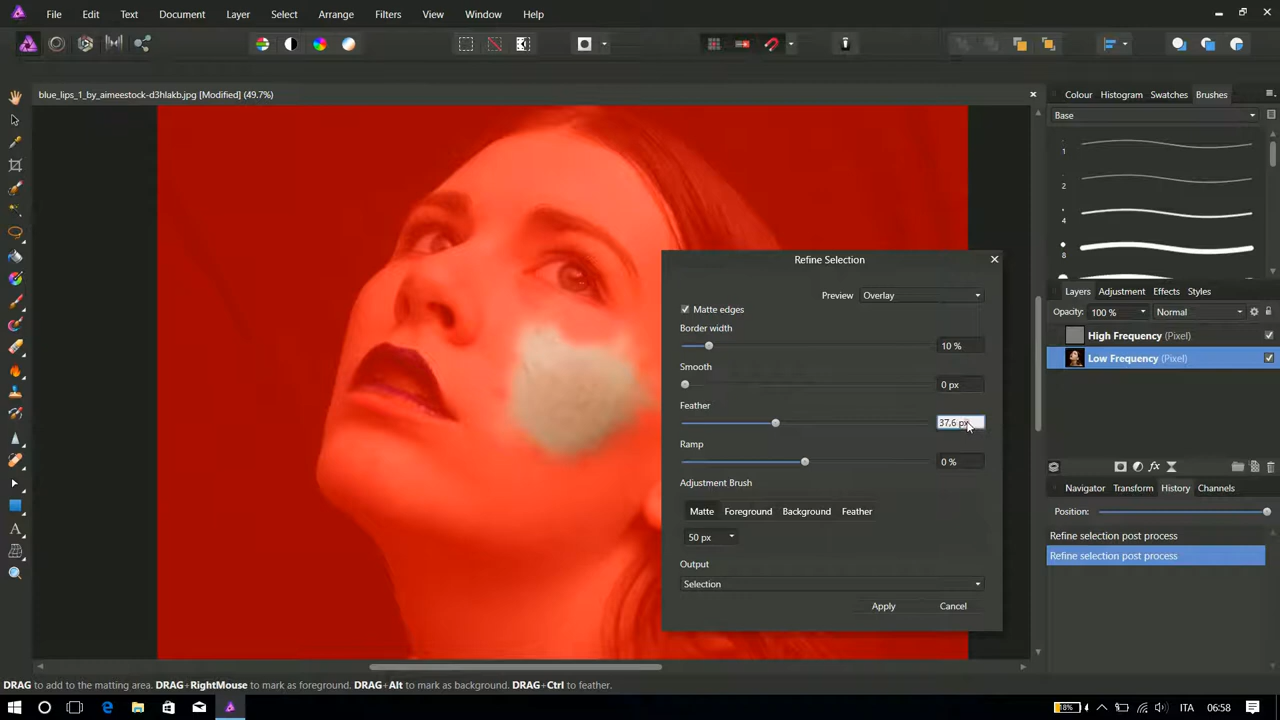 File Edit Text Document Layer Select Arrange Filters View Window Help
blue_lips_1_by_aimeestock-d3hlakb.jpg [Modified] (49.7%)
Colour Histogram Swatches Brushes
Base
1
2
4
8
Refine Selection
Preview Overlay
Matte edges
Border width
10 %
Smooth
0 px
Feather
37,6 px
Ramp
0 %
Adjustment Brush
Matte Foreground Background Feather
50 px
Output
Selection
Apply Cancel
Layers Adjustment Effects Styles
Opacity: 100 % Normal
High Frequency (Pixel)
Low Frequency (Pixel)
Navigator Transform History Channels
Position:
Refine selection post process
Refine selection post process
DRAG to add to the matting area. DRAG+RightMouse to mark as foreground. DRAG+Alt to mark as background. DRAG+Ctrl to feather.
18% ITA 06:58